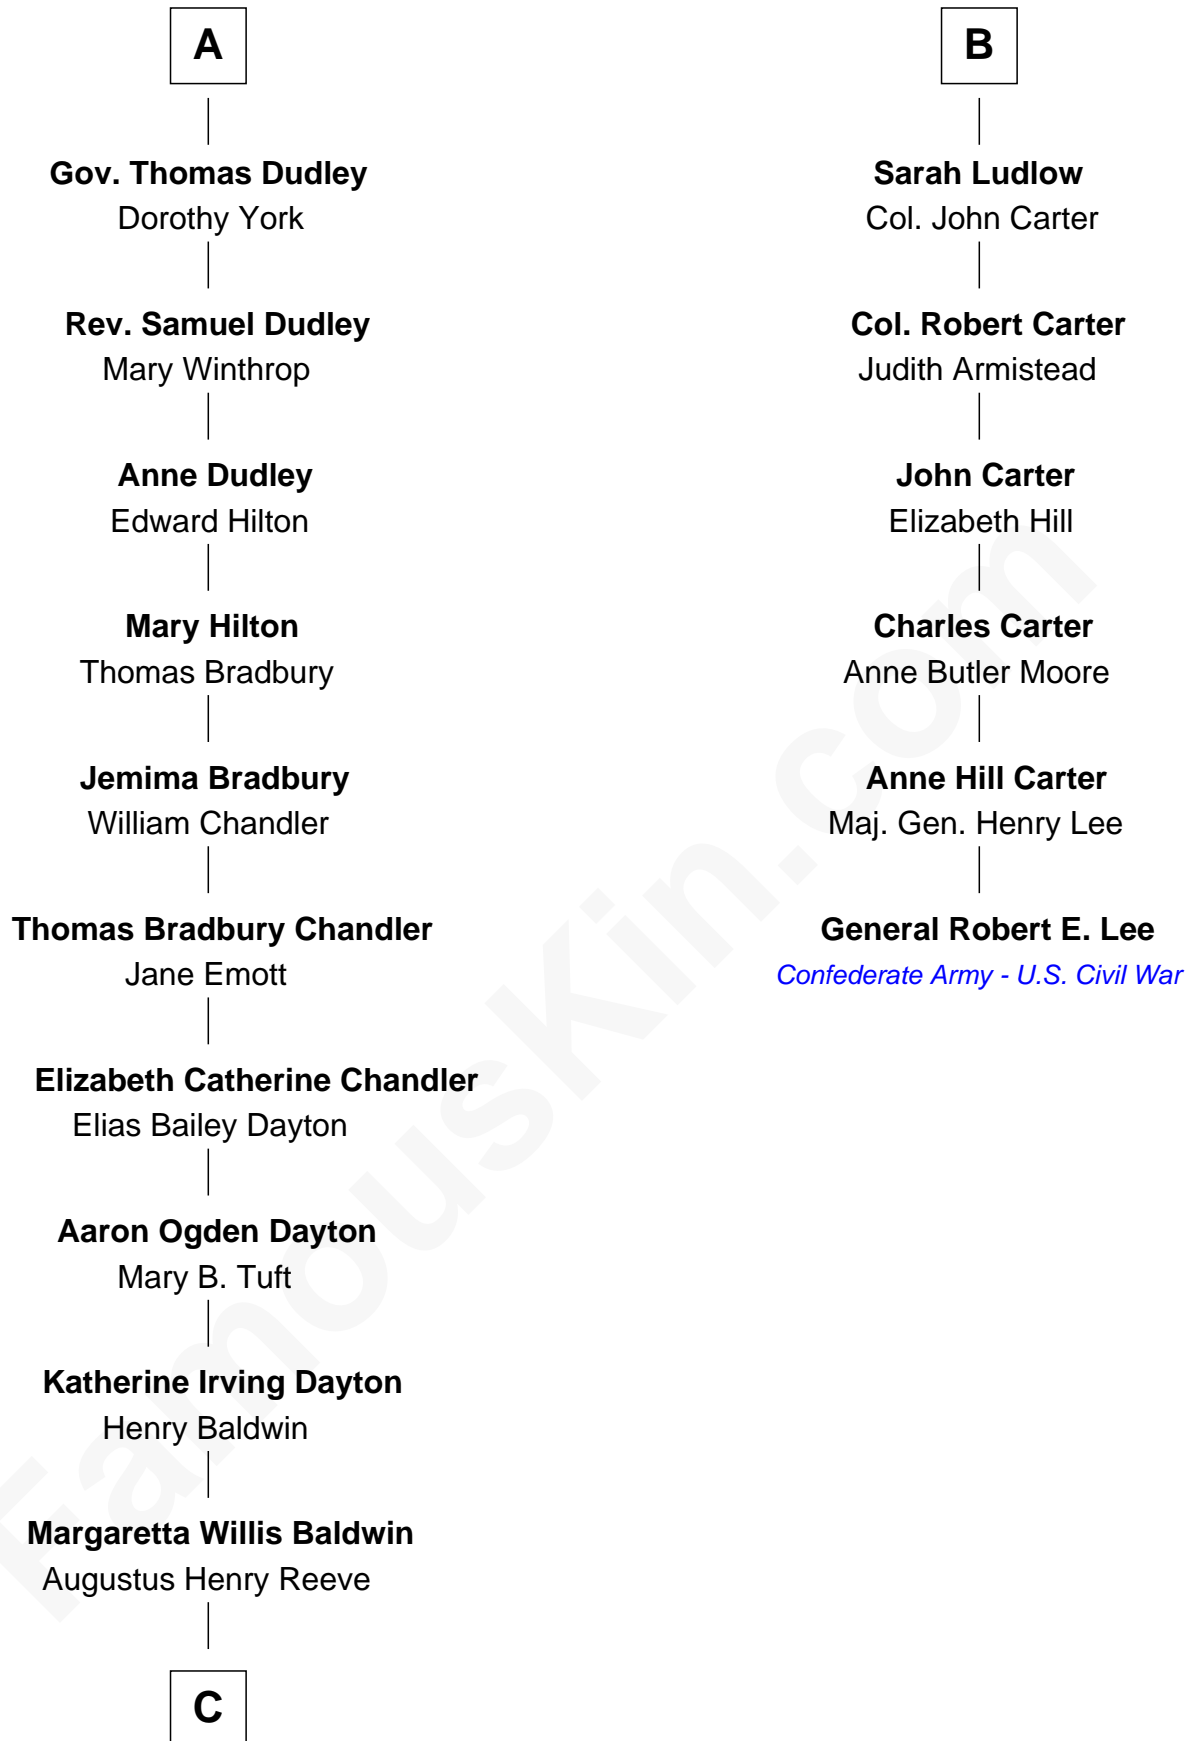 A
Gov. Thomas Dudley
Dorothy York
Rev. Samuel Dudley
Mary Winthrop
Anne Dudley
Edward Hilton
Mary Hilton
Thomas Bradbury
Jemima Bradbury
William Chandler
Thomas Bradbury Chandler
Jane Emott
Elizabeth Catherine Chandler
Elias Bailey Dayton
Aaron Ogden Dayton
Mary B. Tuft
Katherine Irving Dayton
Henry Baldwin
Margaretta Willis Baldwin
Augustus Henry Reeve
C
B
Sarah Ludlow
Col. John Carter
Col. Robert Carter
Judith Armistead
John Carter
Elizabeth Hill
Charles Carter
Anne Butler Moore
Anne Hill Carter
Maj. Gen. Henry Lee
General Robert E. Lee
Confederate Army - U.S. Civil War
FamousKin.com